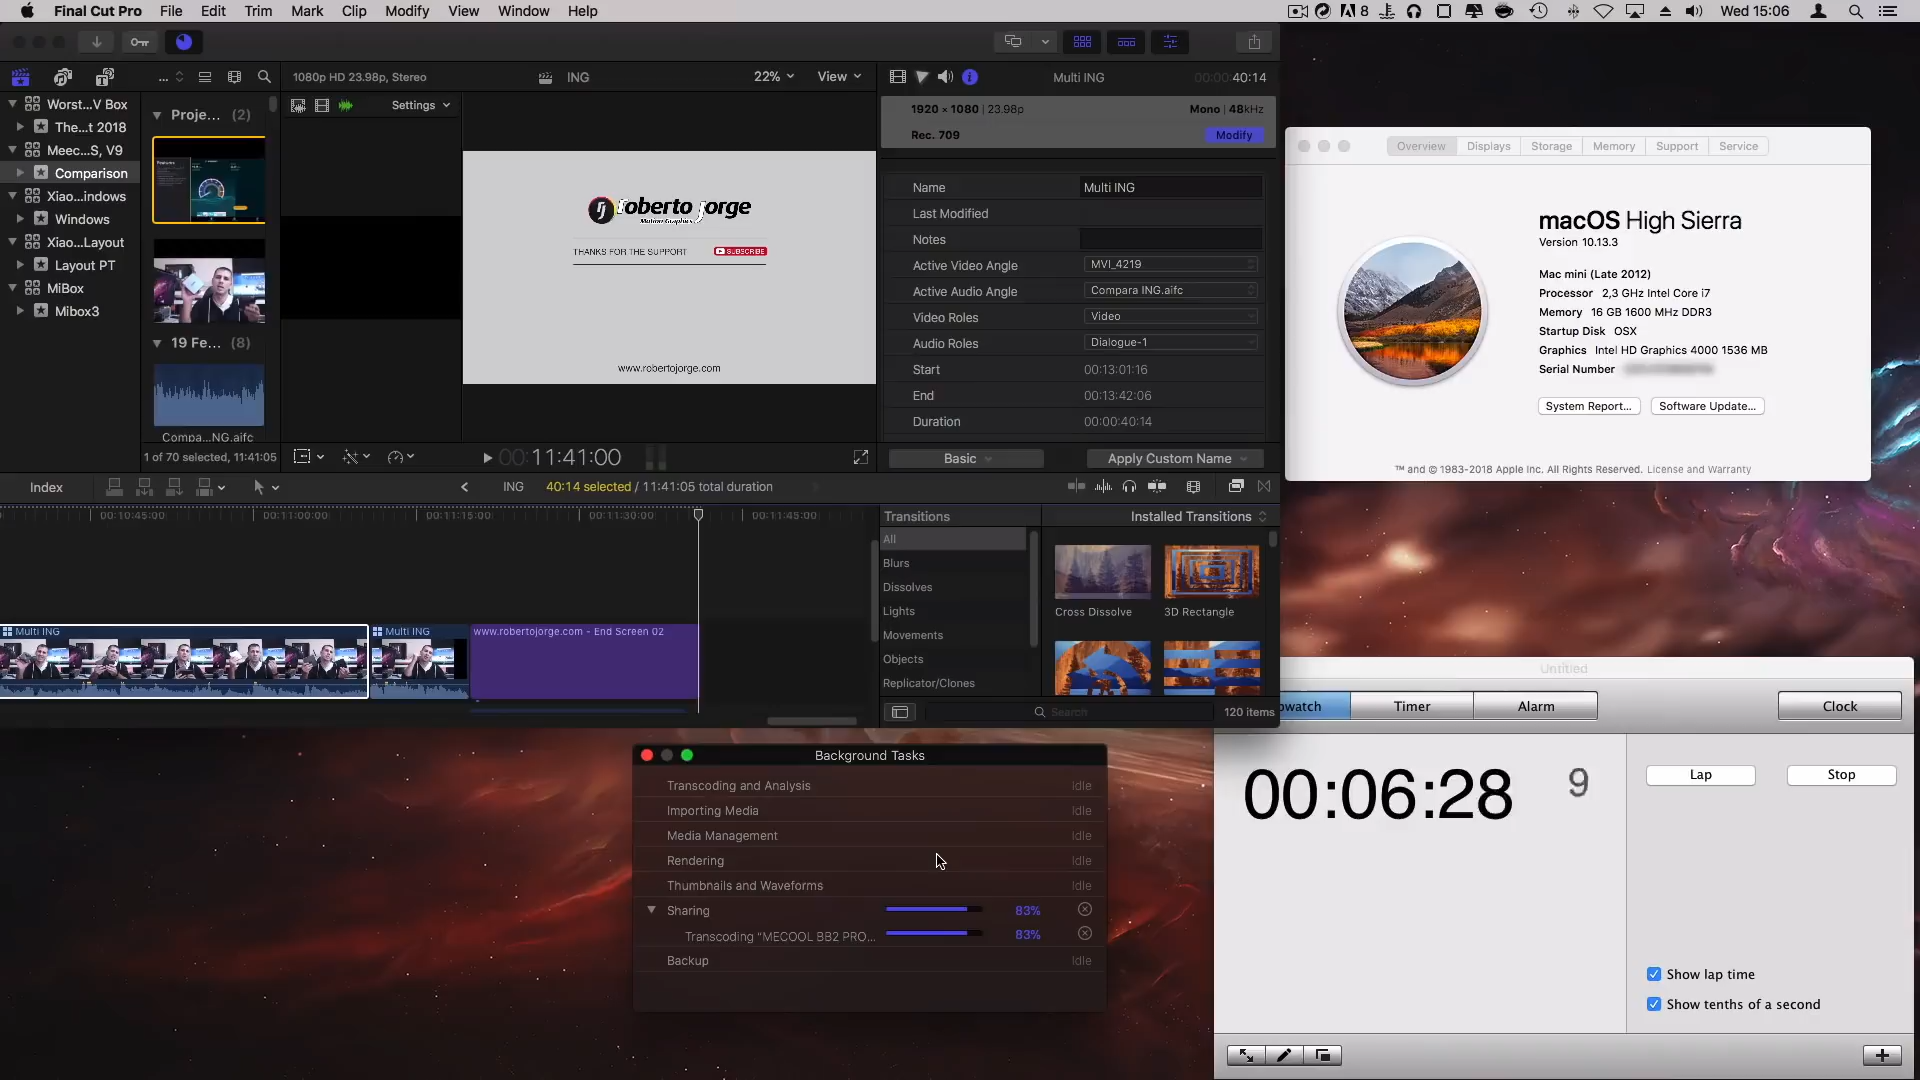 Final Cut Pro File Edit Trim Mark Clip Modify View Window Help
8 Wed 15:06
... 1080p HD 23.98p, Stereo ING 22% View
Multi ING 00:00:40:14
Worst...V Box
The...t 2018
Meec...S, V9
Comparison
Xiao...indows
Windows
Xiao...Layout
Layout PT
MiBox
Mibox3
Proje... (2)
19 Fe... (8)
Compa...NG.aifc
1 of 70 selected, 11:41:05
Settings
roberto jorge
Motion Graphics
THANKS FOR THE SUPPORT SUBSCRIBE
www.robertojorge.com
00:11:41:00
1920 × 1080 | 23.98p Mono | 48kHz
Rec. 709 Modify
Name Multi ING
Last Modified
Notes
Active Video Angle MVI_4219
Active Audio Angle Compara ING.aifc
Video Roles Video
Audio Roles Dialogue-1
Start 00:13:01:16
End 00:13:42:06
Duration 00:00:40:14
Basic Apply Custom Name
Index
ING 40:14 selected / 11:41:05 total duration
00:10:45:00 00:11:00:00 00:11:15:00 00:11:30:00 00:11:45:00
Multi ING Multi ING www.robertojorge.com - End Screen 02
Transitions Installed Transitions
All
Blurs
Dissolves
Lights
Movements
Objects
Replicator/Clones
Cross Dissolve 3D Rectangle
Search 120 items
Overview Displays Storage Memory Support Service
macOS High Sierra
Version 10.13.3
Mac mini (Late 2012)
Processor 2,3 GHz Intel Core i7
Memory 16 GB 1600 MHz DDR3
Startup Disk OSX
Graphics Intel HD Graphics 4000 1536 MB
Serial Number
System Report... Software Update...
™ and © 1983-2018 Apple Inc. All Rights Reserved. License and Warranty
Background Tasks
Transcoding and Analysis Idle
Importing Media Idle
Media Management Idle
Rendering Idle
Thumbnails and Waveforms Idle
Sharing 83%
Transcoding "MECOOL BB2 PRO... 83%
Backup Idle
Untitled
pwatch Timer Alarm Clock
00:06:28 9
Lap Stop
Show lap time
Show tenths of a second